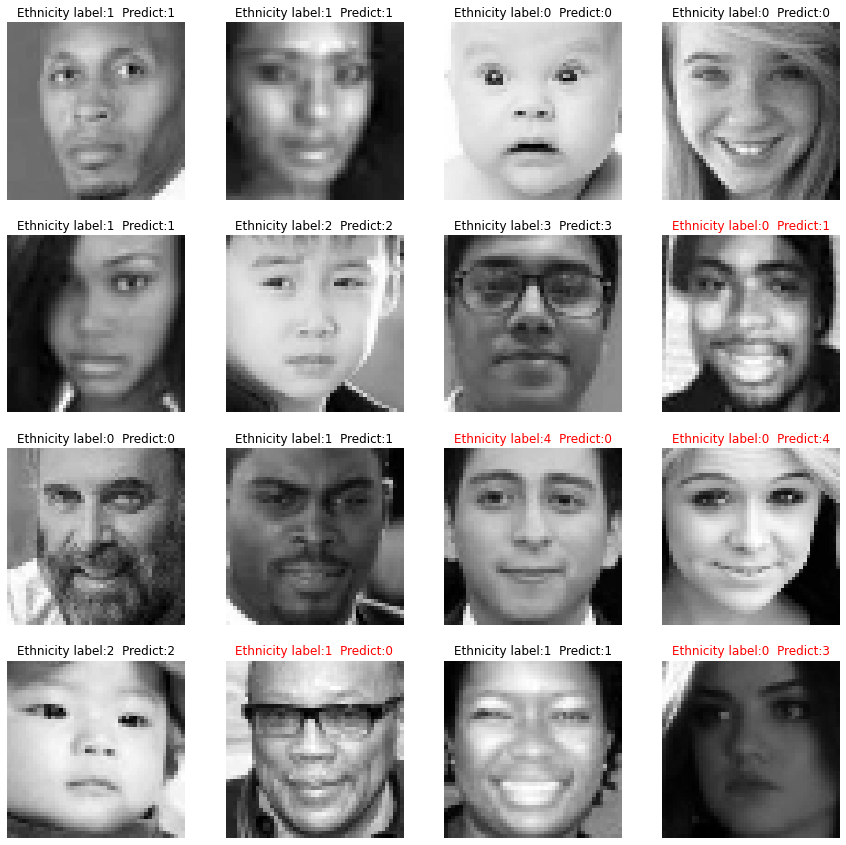 Ethnicity label:1  Predict:1
Ethnicity label:1  Predict:1
Ethnicity label:0  Predict:0
Ethnicity label:0  Predict:0
Ethnicity label:1  Predict:1
Ethnicity label:2  Predict:2
Ethnicity label:3  Predict:3
Ethnicity label:0  Predict:1
Ethnicity label:0  Predict:0
Ethnicity label:1  Predict:1
Ethnicity label:4  Predict:0
Ethnicity label:0  Predict:4
Ethnicity label:2  Predict:2
Ethnicity label:1  Predict:0
Ethnicity label:1  Predict:1
Ethnicity label:0  Predict:3